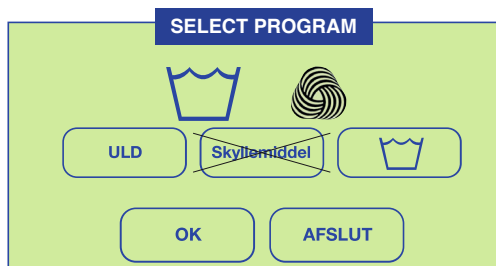 SELECT PROGRAM
ULD
Skyllemiddel
OK
AFSLUT